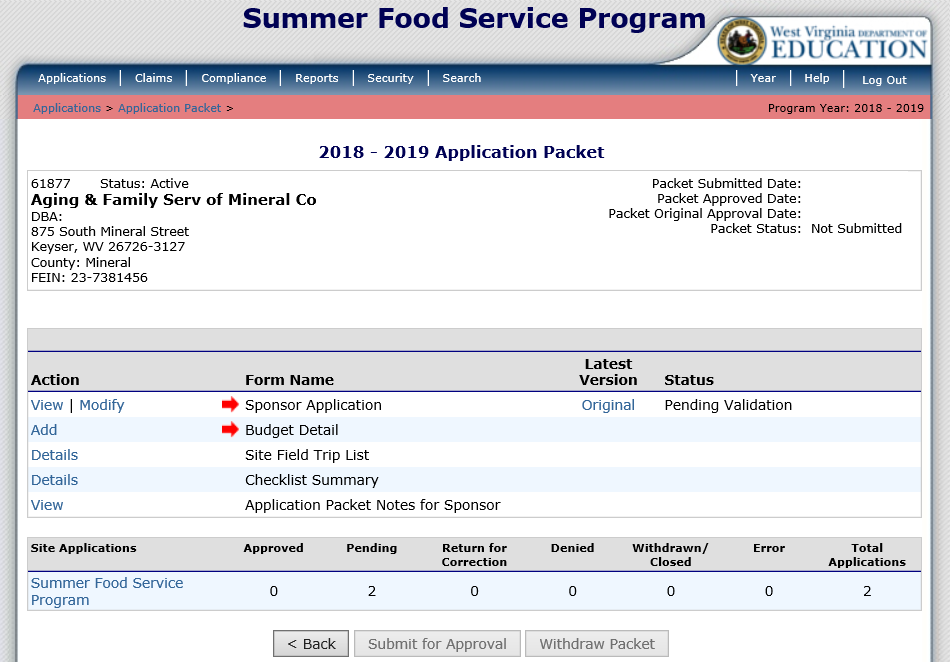 Summer Food Service Program
West Virginia DEPARTMENT OF
EDUCATION
Applications | Claims | Compliance | Reports | Security | Search | Year | Help | Log Out
Applications > Application Packet >
Program Year: 2018 - 2019
2018 - 2019 Application Packet
61877 Status: Active
Aging & Family Serv of Mineral Co
DBA:
875 South Mineral Street
Keyser, WV 26726-3127
County: Mineral
FEIN: 23-7381456
Packet Submitted Date:
Packet Approved Date:
Packet Original Approval Date:
Packet Status: Not Submitted
Action Form Name Latest Version Status
View | Modify Sponsor Application Original Pending Validation
Add Budget Detail
Details Site Field Trip List
Details Checklist Summary
View Application Packet Notes for Sponsor
Site Applications Approved Pending Return for Correction Denied Withdrawn/ Closed Error Total Applications
Summer Food Service Program 0 2 0 0 0 0 2
< Back Submit for Approval Withdraw Packet